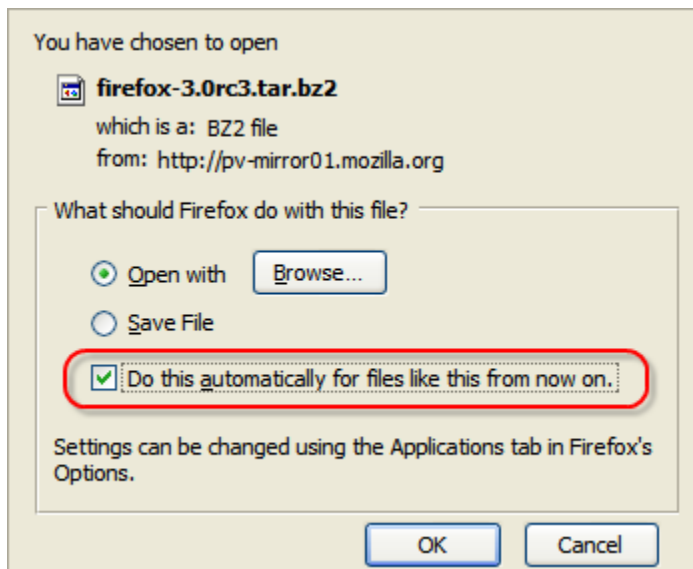 You have chosen to open
firefox-3.0rc3.tar.bz2
which is a: BZ2 file
from: http://pv-mirror01.mozilla.org
What should Firefox do with this file?
Open with Browse...
Save File
Do this automatically for files like this from now on.
Settings can be changed using the Applications tab in Firefox's
Options.
OK Cancel